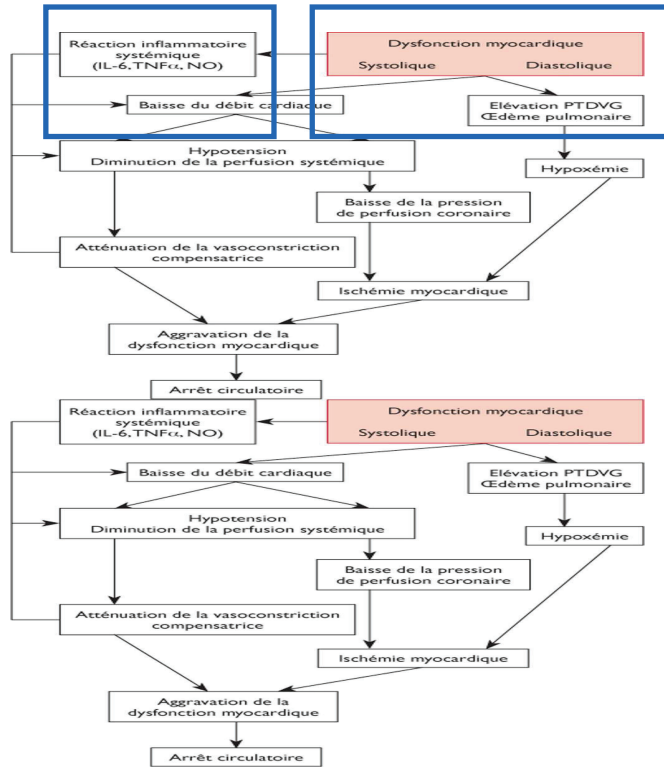 Réaction inflammatoire
systémique
(IL-6,TNFα, NO)
Dysfonction myocardique
Systolique Diastolique
Baisse du débit cardiaque
Elévation PTDVG
Œdème pulmonaire
Hypotension
Diminution de la perfusion systémique
Hypoxémie
Baisse de la pression
de perfusion coronaire
Atténuation de la vasoconstriction
compensatrice
Ischémie myocardique
Aggravation de la
dysfonction myocardique
Arrêt circulatoire
Réaction inflammatoire
systémique
(IL-6,TNFα, NO)
Dysfonction myocardique
Systolique Diastolique
Baisse du débit cardiaque
Elévation PTDVG
Œdème pulmonaire
Hypotension
Diminution de la perfusion systémique
Hypoxémie
Baisse de la pression
de perfusion coronaire
Atténuation de la vasoconstriction
compensatrice
Ischémie myocardique
Aggravation de la
dysfonction myocardique
Arrêt circulatoire